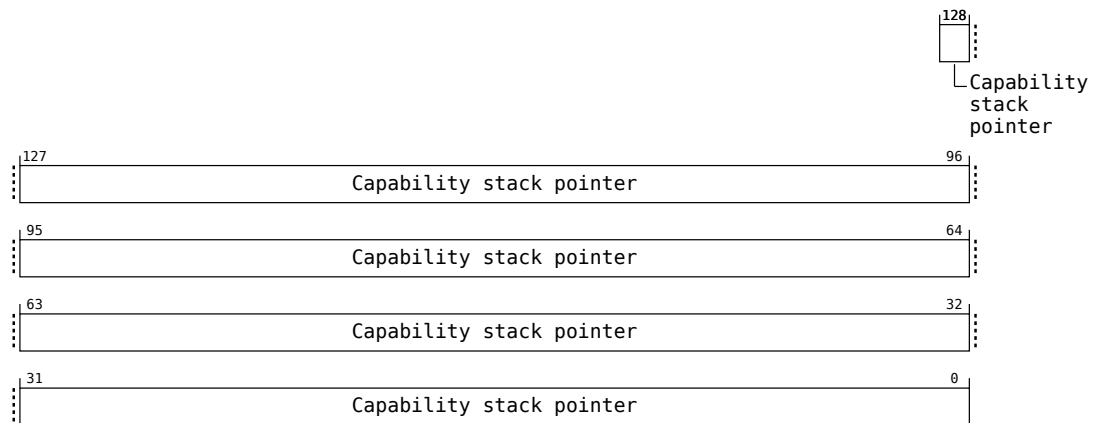 128
Capability
stack
pointer
127 96
Capability stack pointer
95 64
Capability stack pointer
63 32
Capability stack pointer
31 0
Capability stack pointer